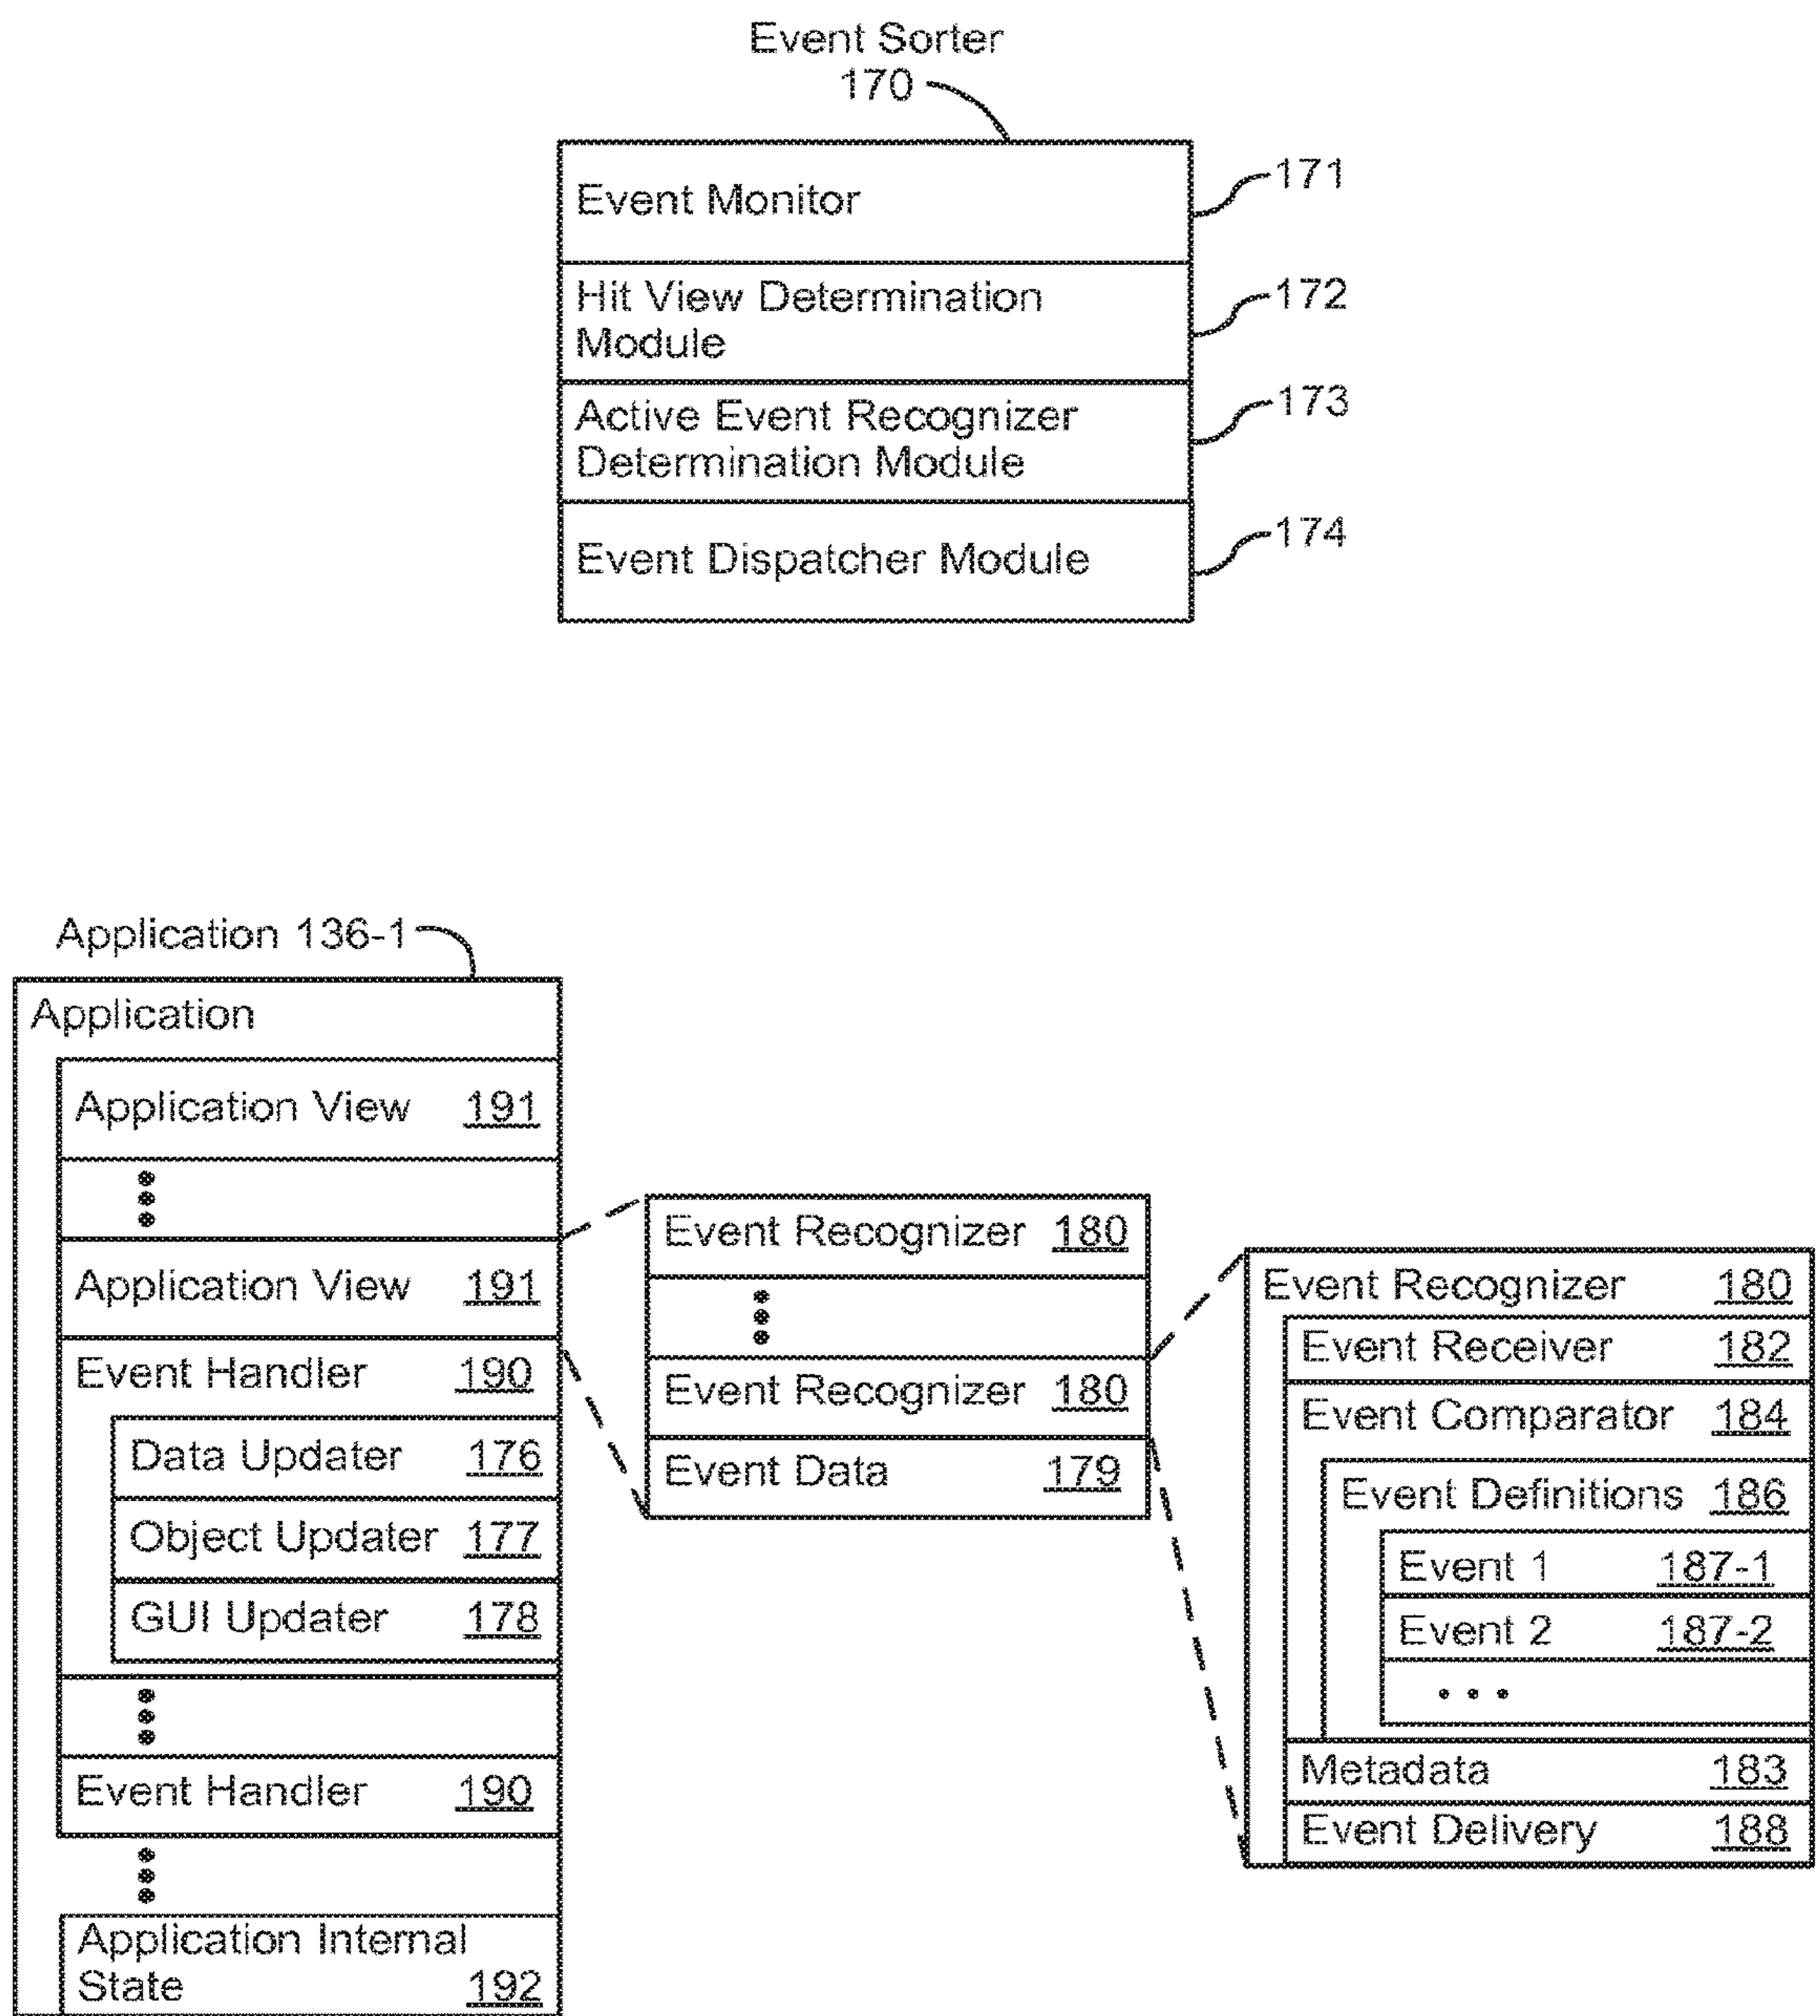 Event Sorter
170
Event Monitor
171
Hit View Determination
Module
172
Active Event Recognizer
Determination Module
173
Event Dispatcher Module
174
Application 136-1
Application
Application View 191
Application View 191
Event Handler 190
Data Updater 176
Object Updater 177
GUI Updater 178
Event Handler 190
Application Internal
State 192
Event Recognizer 180
Event Recognizer 180
Event Data 179
Event Recognizer 180
Event Receiver 182
Event Comparator 184
Event Definitions 186
Event 1 187-1
Event 2 187-2
• • •
Metadata 183
Event Delivery 188